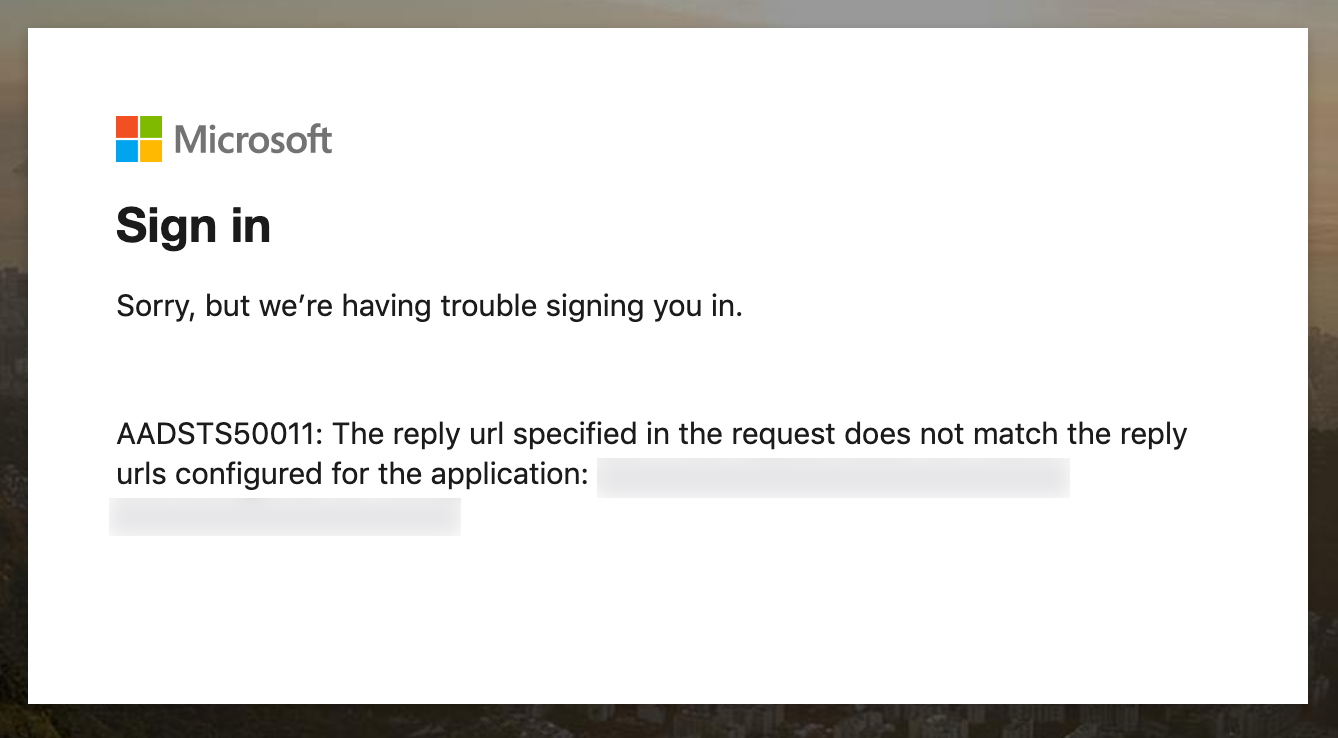 Microsoft
Sign in
Sorry, but we’re having trouble signing you in.
AADSTS50011: The reply url specified in the request does not match the reply
urls configured for the application: